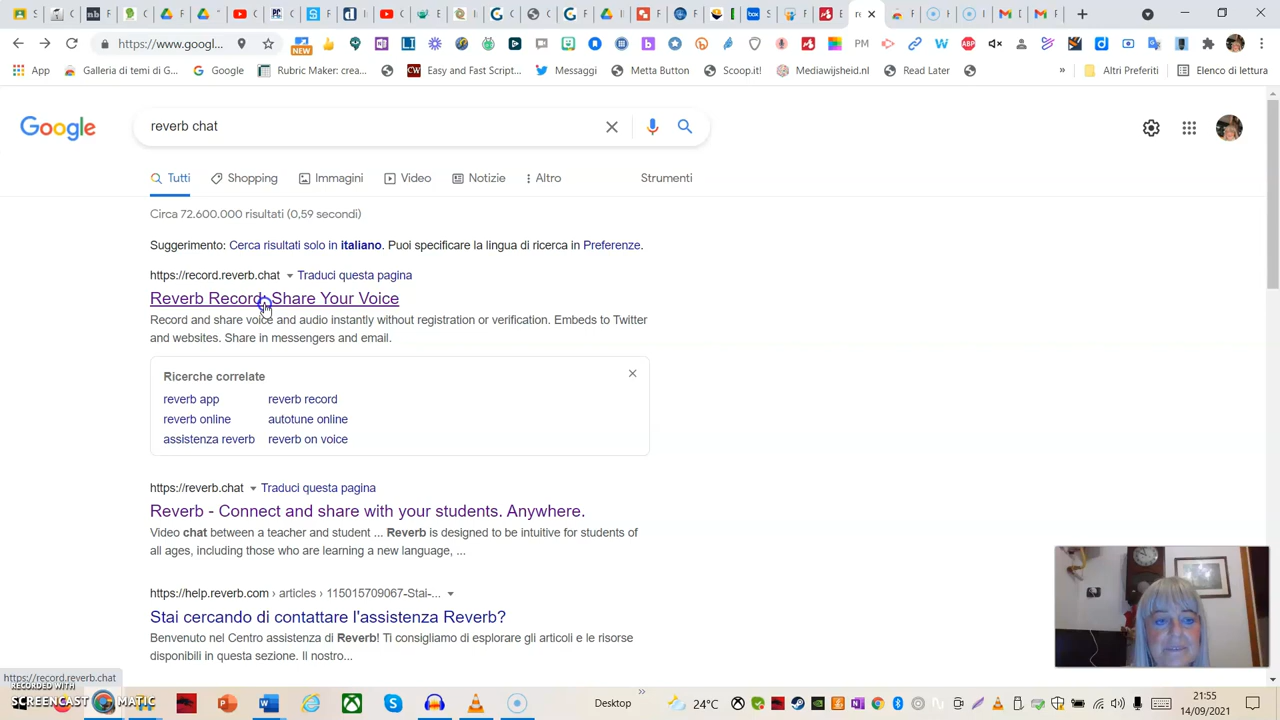 https://www.googl...
App
Galleria di temi di G...
Google
Rubric Maker: crea...
Easy and Fast Script...
Messaggi
Metta Button
Scoop.it!
Mediawijsheid.nl
Read Later
»
Altri Preferiti
Elenco di lettura
Google
reverb chat
Tutti
Shopping
Immagini
Video
Notizie
Altro
Strumenti
Circa 72.600.000 risultati (0,59 secondi)
Suggerimento: Cerca risultati solo in italiano. Puoi specificare la lingua di ricerca in Preferenze.
https://record.reverb.chat Traduci questa pagina
Reverb Record: Share Your Voice
Record and share voice and audio instantly without registration or verification. Embeds to Twitter
and websites. Share in messengers and email.
Ricerche correlate
reverb app
reverb record
reverb online
autotune online
assistenza reverb
reverb on voice
https://reverb.chat Traduci questa pagina
Reverb - Connect and share with your students. Anywhere.
Video chat between a teacher and student ... Reverb is designed to be intuitive for students of
all ages, including those who are learning a new language, ...
https://help.reverb.com › articles › 115015709067-Stai-...
Stai cercando di contattare l'assistenza Reverb?
Benvenuto nel Centro assistenza di Reverb! Ti consigliamo di esplorare gli articoli e le risorse
disponibili in questa sezione. Il nostro...
https://record.reverb.chat
RECORDED WITH
SCREENCAST MATIC
Desktop
»
24°C
21:55
14/09/2021